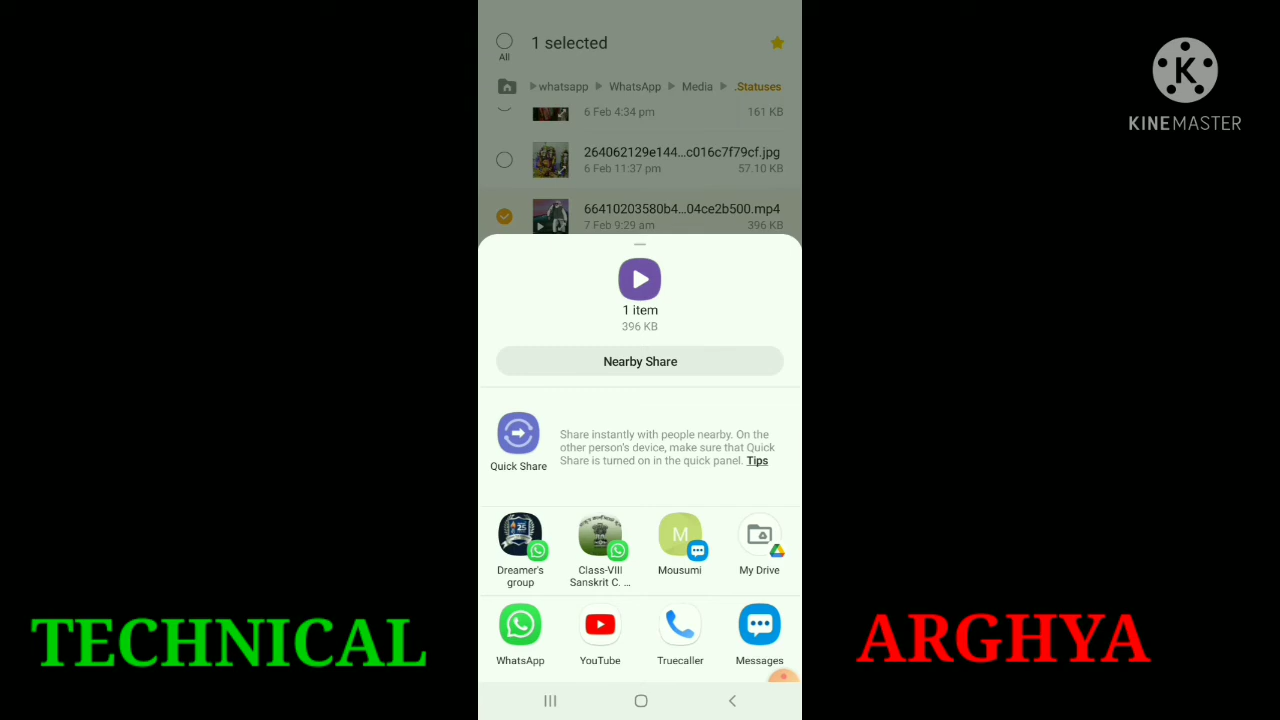 1 selected
All
whatsapp WhatsApp Media .Statuses
6 Feb 4:34 pm 161 KB
264062129e144...c016c7f79cf.jpg
6 Feb 11:37 pm 57.10 KB
66410203580b4...04ce2b500.mp4
7 Feb 9:29 am 396 KB
1 item
396 KB
Nearby Share
Share instantly with people nearby. On the
other person's device, make sure that Quick
Share is turned on in the quick panel. Tips
Quick Share
M
Dreamer's
group
Class-VIII
Sanskrit C. ...
Mousumi
My Drive
WhatsApp
YouTube
Truecaller
Messages
K
KINEMASTER
TECHNICAL
ARGHYA